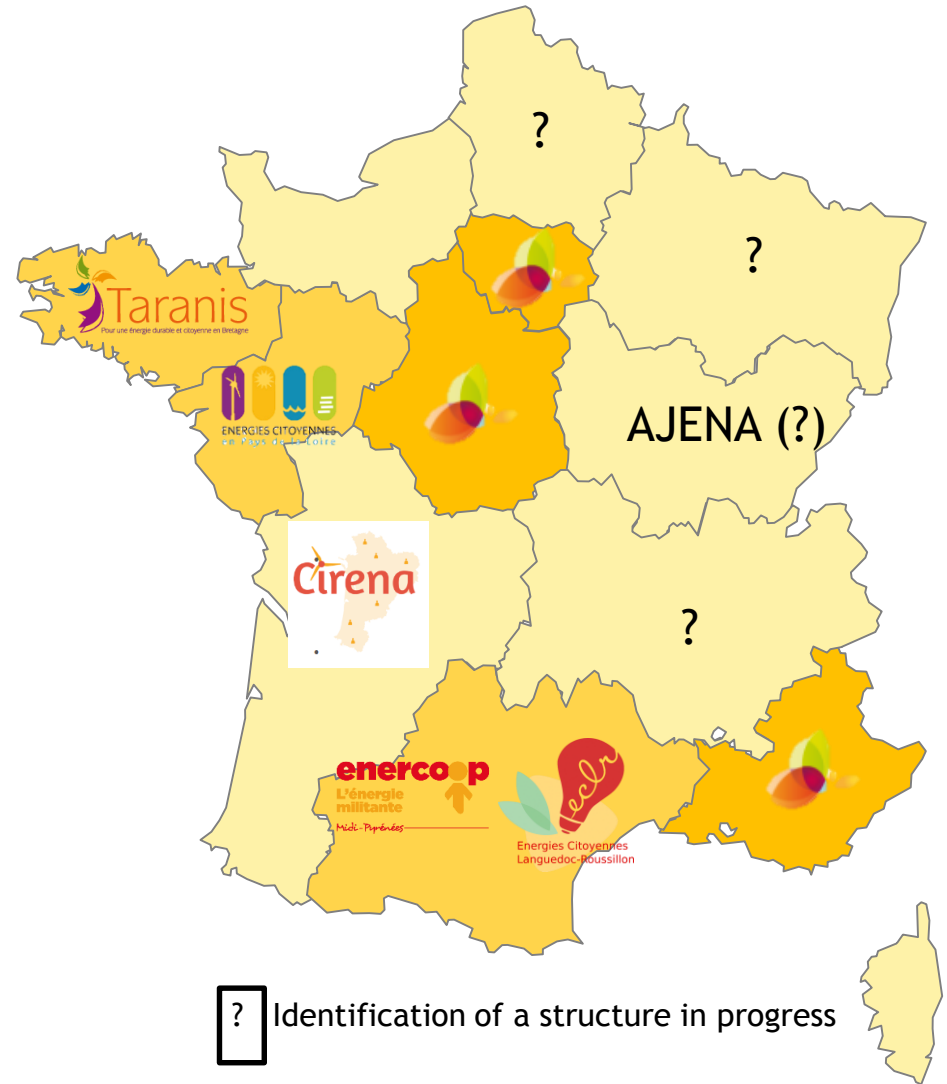 ?
?
Taranis
Pour une énergie durable et citoyenne en Bretagne
ENERGIES CITOYENNES
en Pays de la Loire
AJENA (?)
Cirena
?
enercoop
L'énergie
militante
Midi-Pyrénées
eclr
Energies Citoyennes
Languedoc-Roussillon
? Identification of a structure in progress